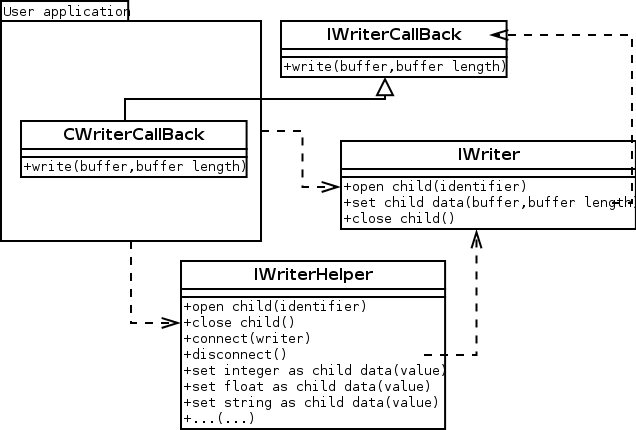 User application
IWriterCallBack
+write(buffer,buffer length)
CWriterCallBack
+write(buffer,buffer length)
IWriter
+open child(identifier)
+set child data(buffer,buffer length)
+close child()
IWriterHelper
+open child(identifier)
+close child()
+connect(writer)
+disconnect()
+set integer as child data(value)
+set float as child data(value)
+set string as child data(value)
+...(...)